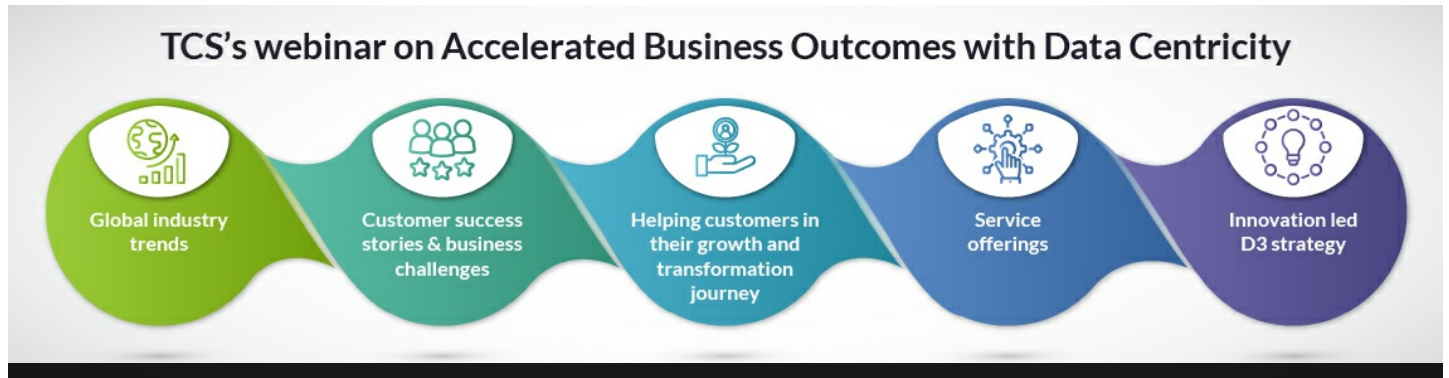 TCS’s webinar on Accelerated Business Outcomes with Data Centricity
Global industry
trends
Customer success
stories & business
challenges
Helping customers in
their growth and
transformation
journey
Service
offerings
Innovation led
D3 strategy